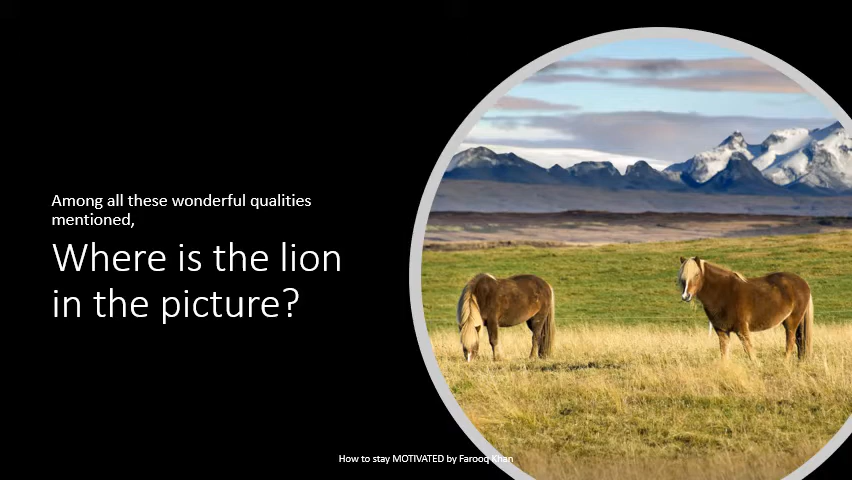 Among all these wonderful qualities
mentioned,
Where is the lion
in the picture?
How to stay MOTIVATED by Farooq Khan